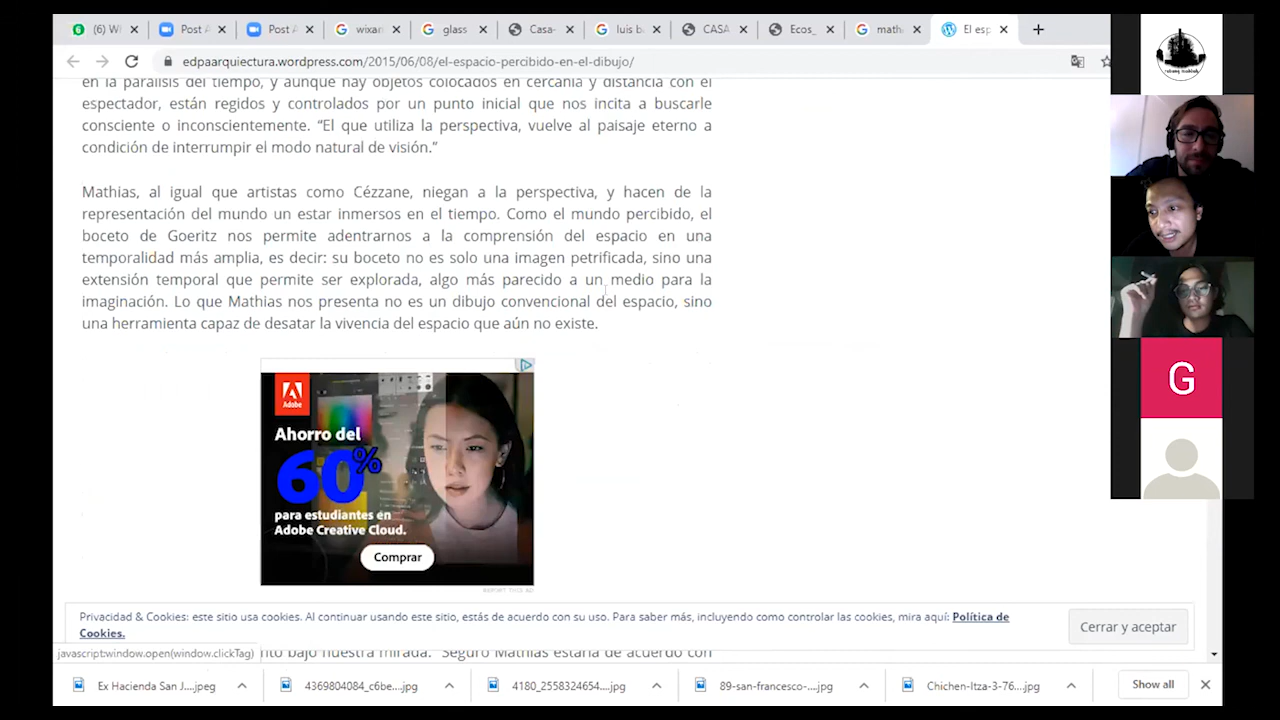 (6) WI
Post A
Post A
wixan
glass
Casa-
luis ba
CASA
Ecos_
math
El esp
edpaarquiectura.wordpress.com/2015/06/08/el-espacio-percibido-en-el-dibujo/
en la parálisis del tiempo, y aunque hay objetos colocados en cercanía y distancia con el
espectador, están regidos y controlados por un punto inicial que nos incita a buscarle
consciente o inconscientemente. “El que utiliza la perspectiva, vuelve al paisaje eterno a
condición de interrumpir el modo natural de visión.”
Mathias, al igual que artistas como Cézzane, niegan a la perspectiva, y hacen de la
representación del mundo un estar inmersos en el tiempo. Como el mundo percibido, el
boceto de Goeritz nos permite adentrarnos a la comprensión del espacio en una
temporalidad más amplia, es decir: su boceto no es solo una imagen petrificada, sino una
extensión temporal que permite ser explorada, algo más parecido a un medio para la
imaginación. Lo que Mathias nos presenta no es un dibujo convencional del espacio, sino
una herramienta capaz de desatar la vivencia del espacio que aún no existe.
Adobe
Ahorro del
60%
para estudiantes en
Adobe Creative Cloud.
Comprar
REPORT THIS AD
Privacidad & Cookies: este sitio usa cookies. Al continuar usando este sitio, estás de acuerdo con su uso. Para saber más, incluyendo como controlar las cookies, mira aquí: Política de
Cookies.
Cerrar y aceptar
javascript:window.open(window.clickTag)
bajo nuestra mirada. Seguro Mathias estaría de acuerdo con
Ex Hacienda San J....jpeg
4369804084_c6be....jpg
4180_2558324654....jpg
89-san-francesco-....jpg
Chichen-Itza-3-76....jpg
Show all
G